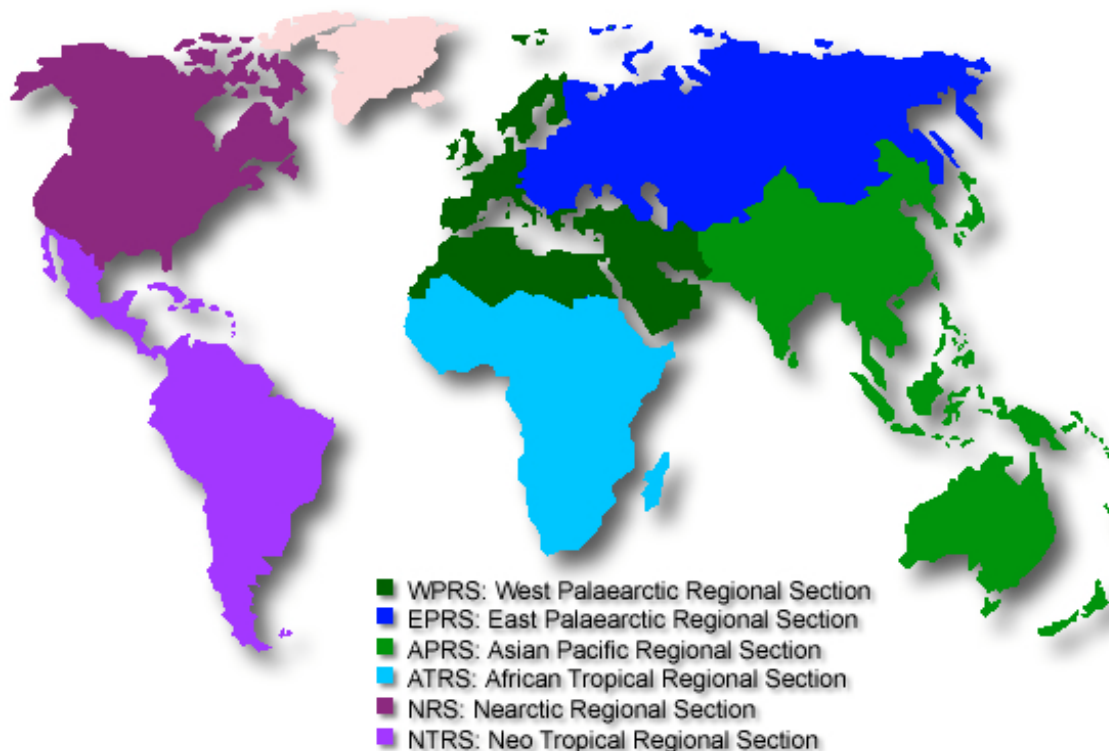 WPRS: West Palaearctic Regional Section
EPRS: East Palaearctic Regional Section
APRS: Asian Pacific Regional Section
ATRS: African Tropical Regional Section
NRS: Nearctic Regional Section
NTRS: Neo Tropical Regional Section